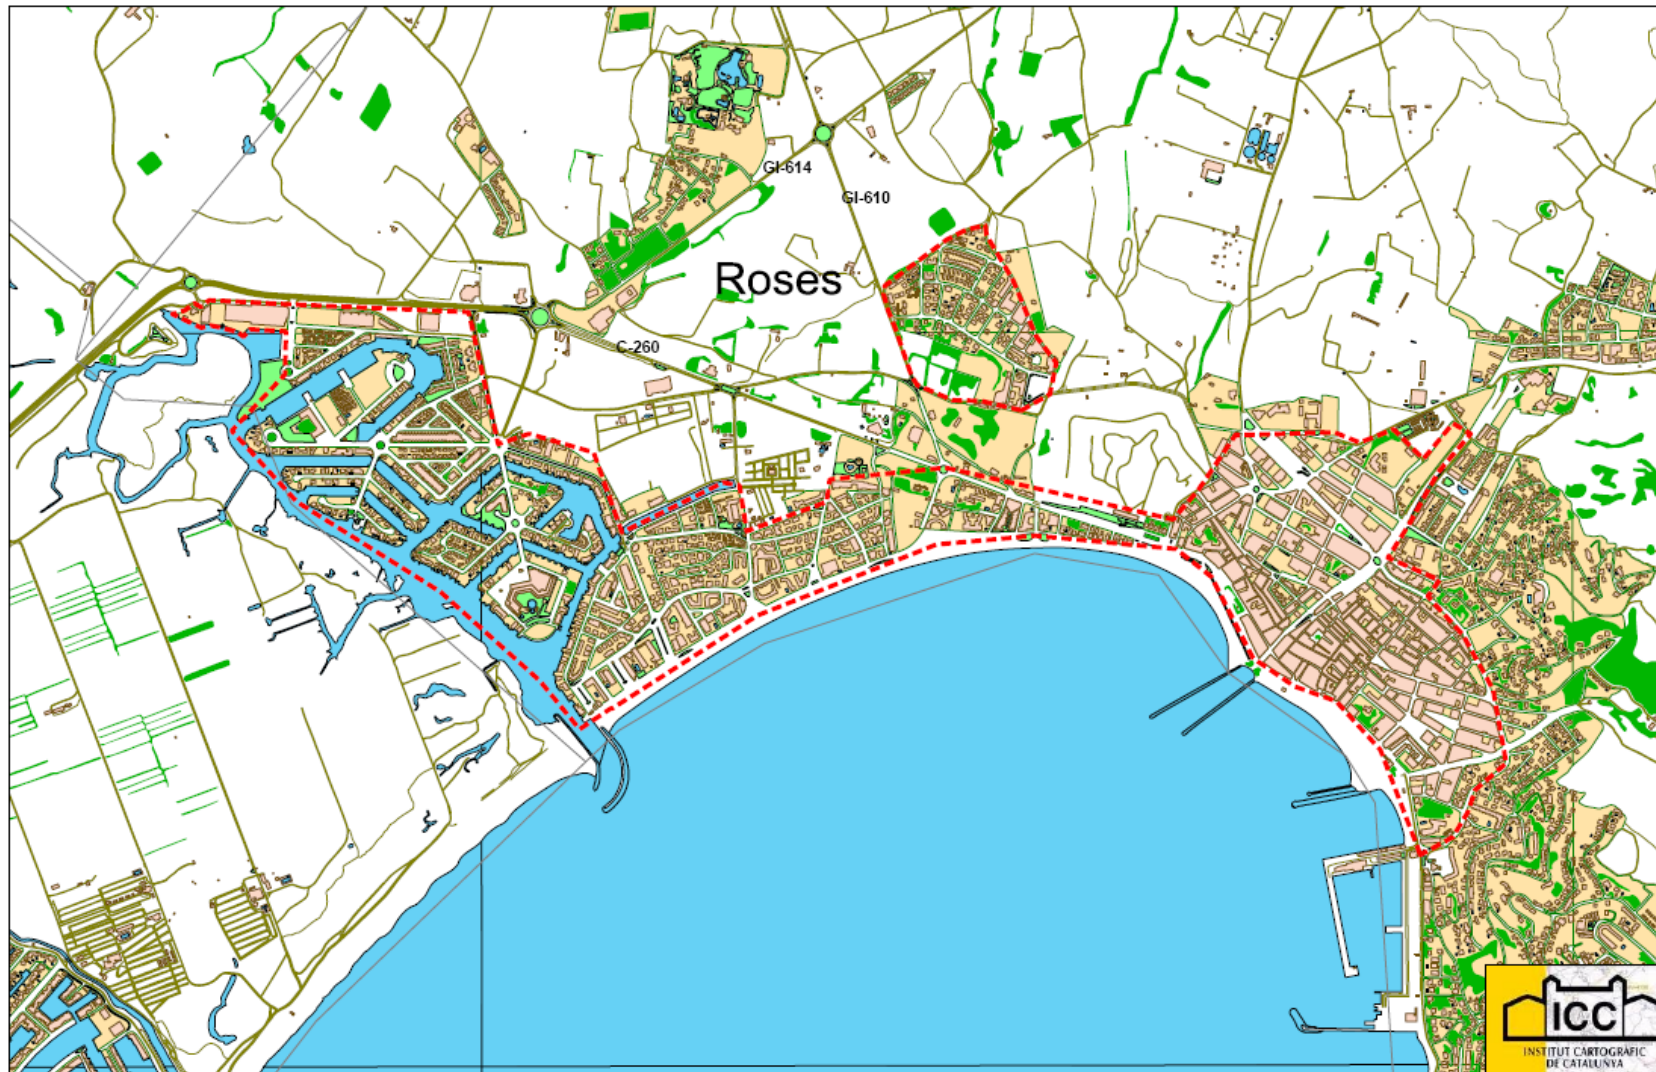 GI-614
GI-610
Roses
C-260
ICC
INSTITUT CARTOGRÀFIC
DE CATALUNYA